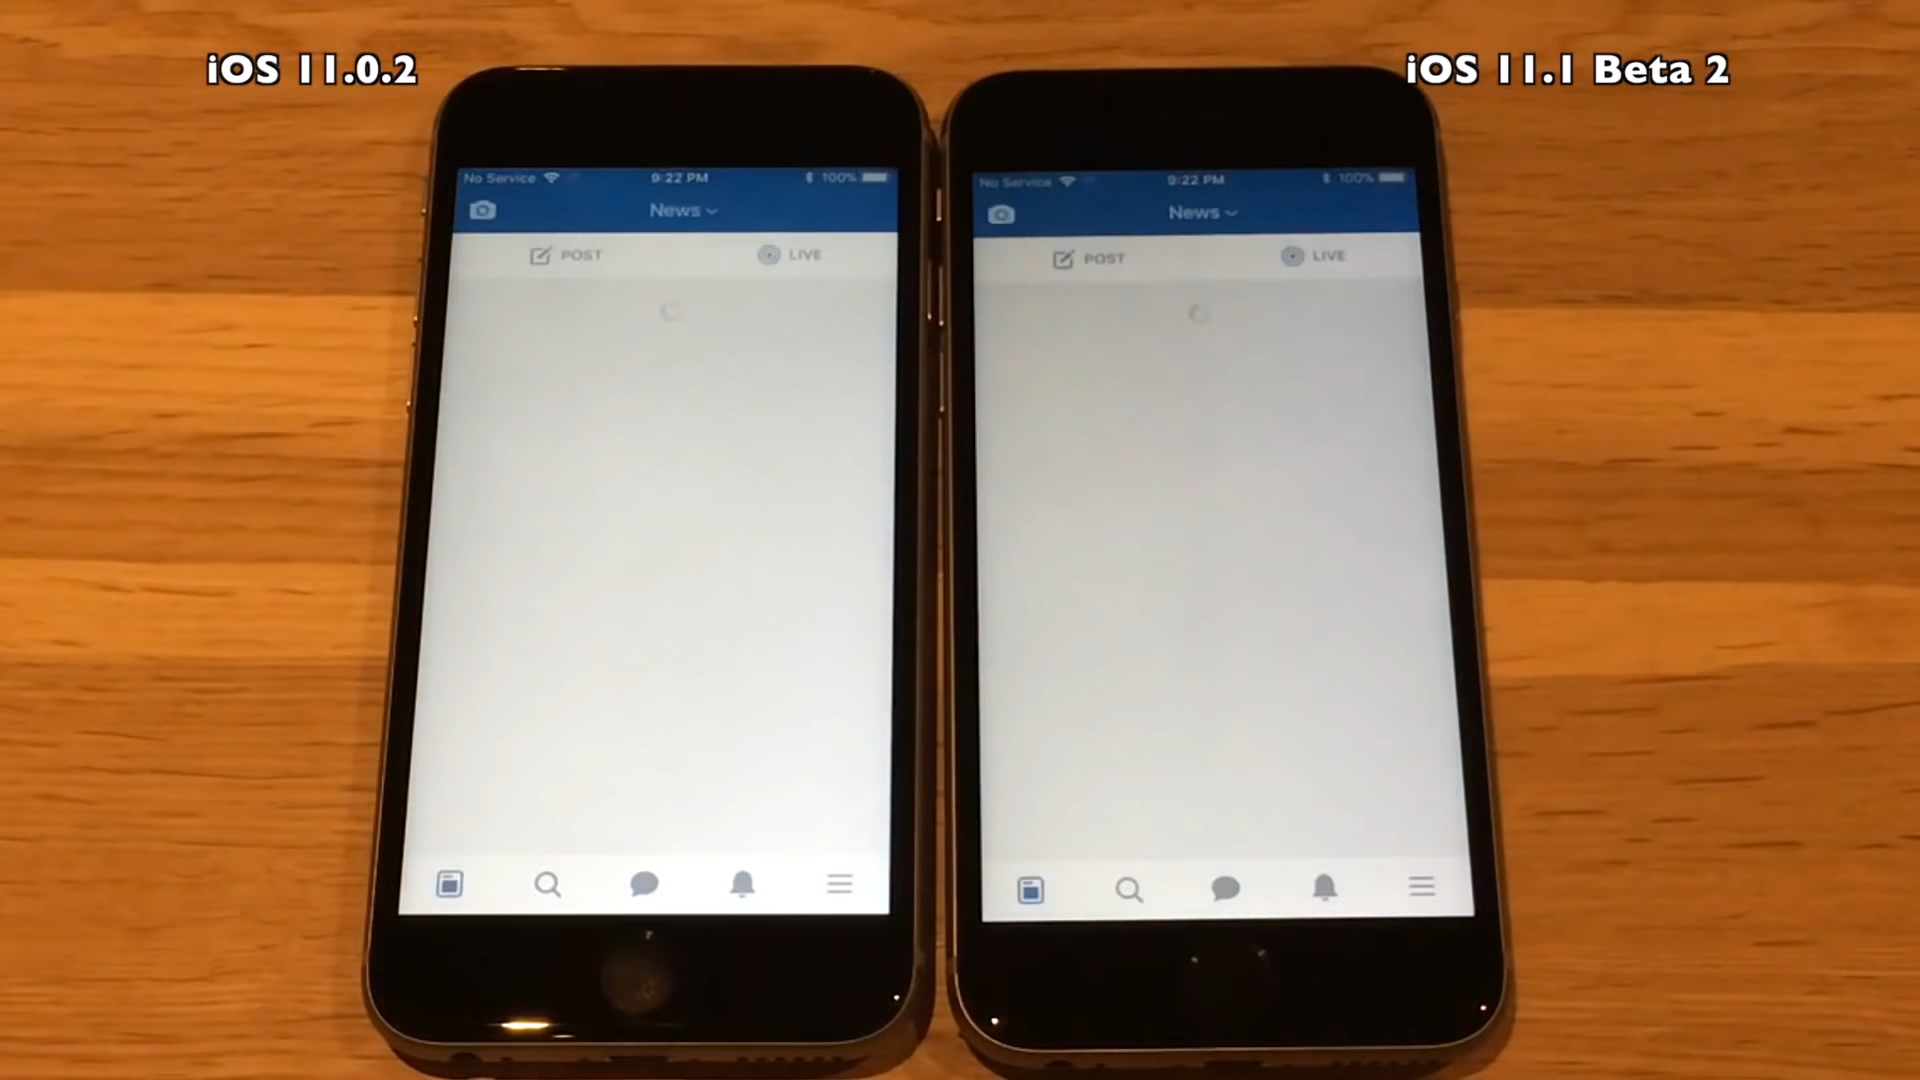 iOS 11.0.2
iOS 11.1 Beta 2
No Service 9:22 PM 100%
News
POST LIVE
No Service 9:22 PM 100%
News
POST LIVE